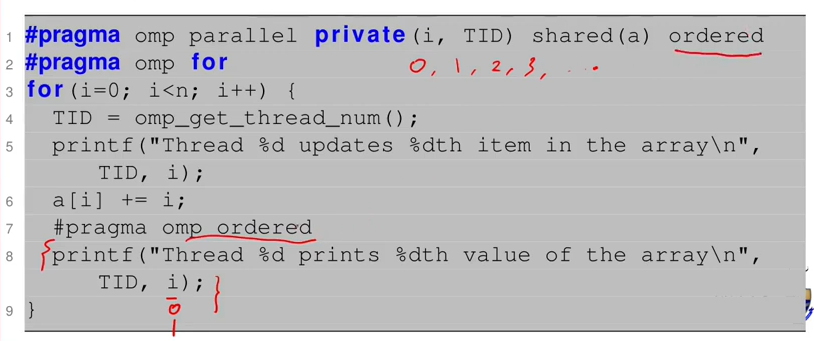 1 #pragma omp parallel private(i, TID) shared(a) ordered
2 #pragma omp for
0, 1, 2, 3, ...
3 for(i=0; i<n; i++) {
4 TID = omp_get_thread_num();
5 printf("Thread %d updates %dth item in the array\n",
TID, i);
6 a[i] += i;
7 #pragma omp ordered
8 printf("Thread %d prints %dth value of the array\n",
TID, i);
0
9 }
1